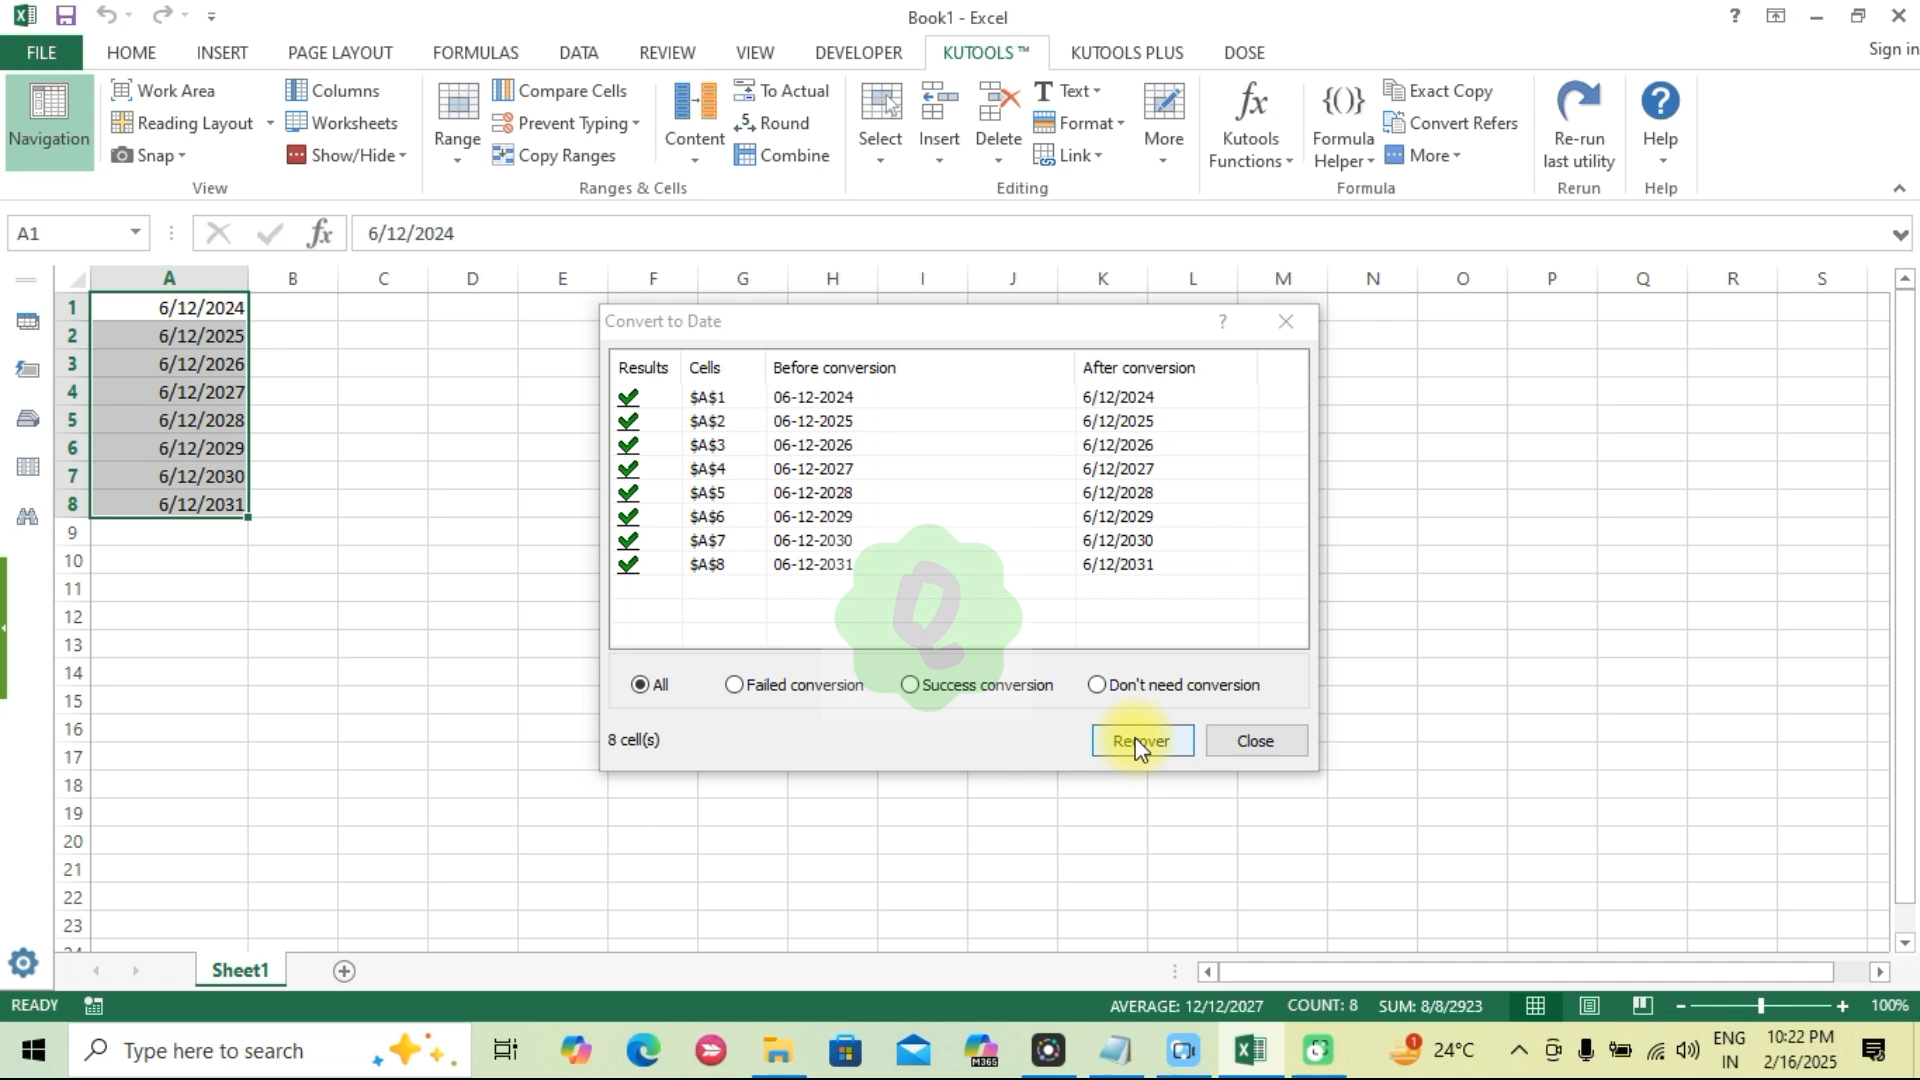 Book1 - Excel
?
FILE HOME INSERT PAGE LAYOUT FORMULAS DATA REVIEW VIEW DEVELOPER KUTOOLS ™ KUTOOLS PLUS DOSE Sign in
Navigation
Work Area
Reading Layout
Snap
Columns
Worksheets
Show/Hide
View
Range
Compare Cells
Prevent Typing
Copy Ranges
Content
To Actual
Round
Combine
Ranges & Cells
Select
Insert
Delete
Text
Format
Link
More
Editing
Kutools
Functions
Formula
Helper
Exact Copy
Convert Refers
More
Formula
Re-run
last utility
Rerun
Help
Help
A1 fx 6/12/2024
A B C D E F G H I J K L M N O P Q R S
1 6/12/2024
2 6/12/2025
3 6/12/2026
4 6/12/2027
5 6/12/2028
6 6/12/2029
7 6/12/2030
8 6/12/2031
9
10
11
12
13
14
15
16
17
18
19
20
21
22
23
Convert to Date ?
Results Cells Before conversion After conversion
$A$1 06-12-2024 6/12/2024
$A$2 06-12-2025 6/12/2025
$A$3 06-12-2026 6/12/2026
$A$4 06-12-2027 6/12/2027
$A$5 06-12-2028 6/12/2028
$A$6 06-12-2029 6/12/2029
$A$7 06-12-2030 6/12/2030
$A$8 06-12-2031 6/12/2031
Q
All Failed conversion Success conversion Don't need conversion
8 cell(s) Recover Close
Sheet1
READY AVERAGE: 12/12/2027 COUNT: 8 SUM: 8/8/2923 100%
Type here to search
M365
1
24°C
ENG
IN
10:22 PM
2/16/2025